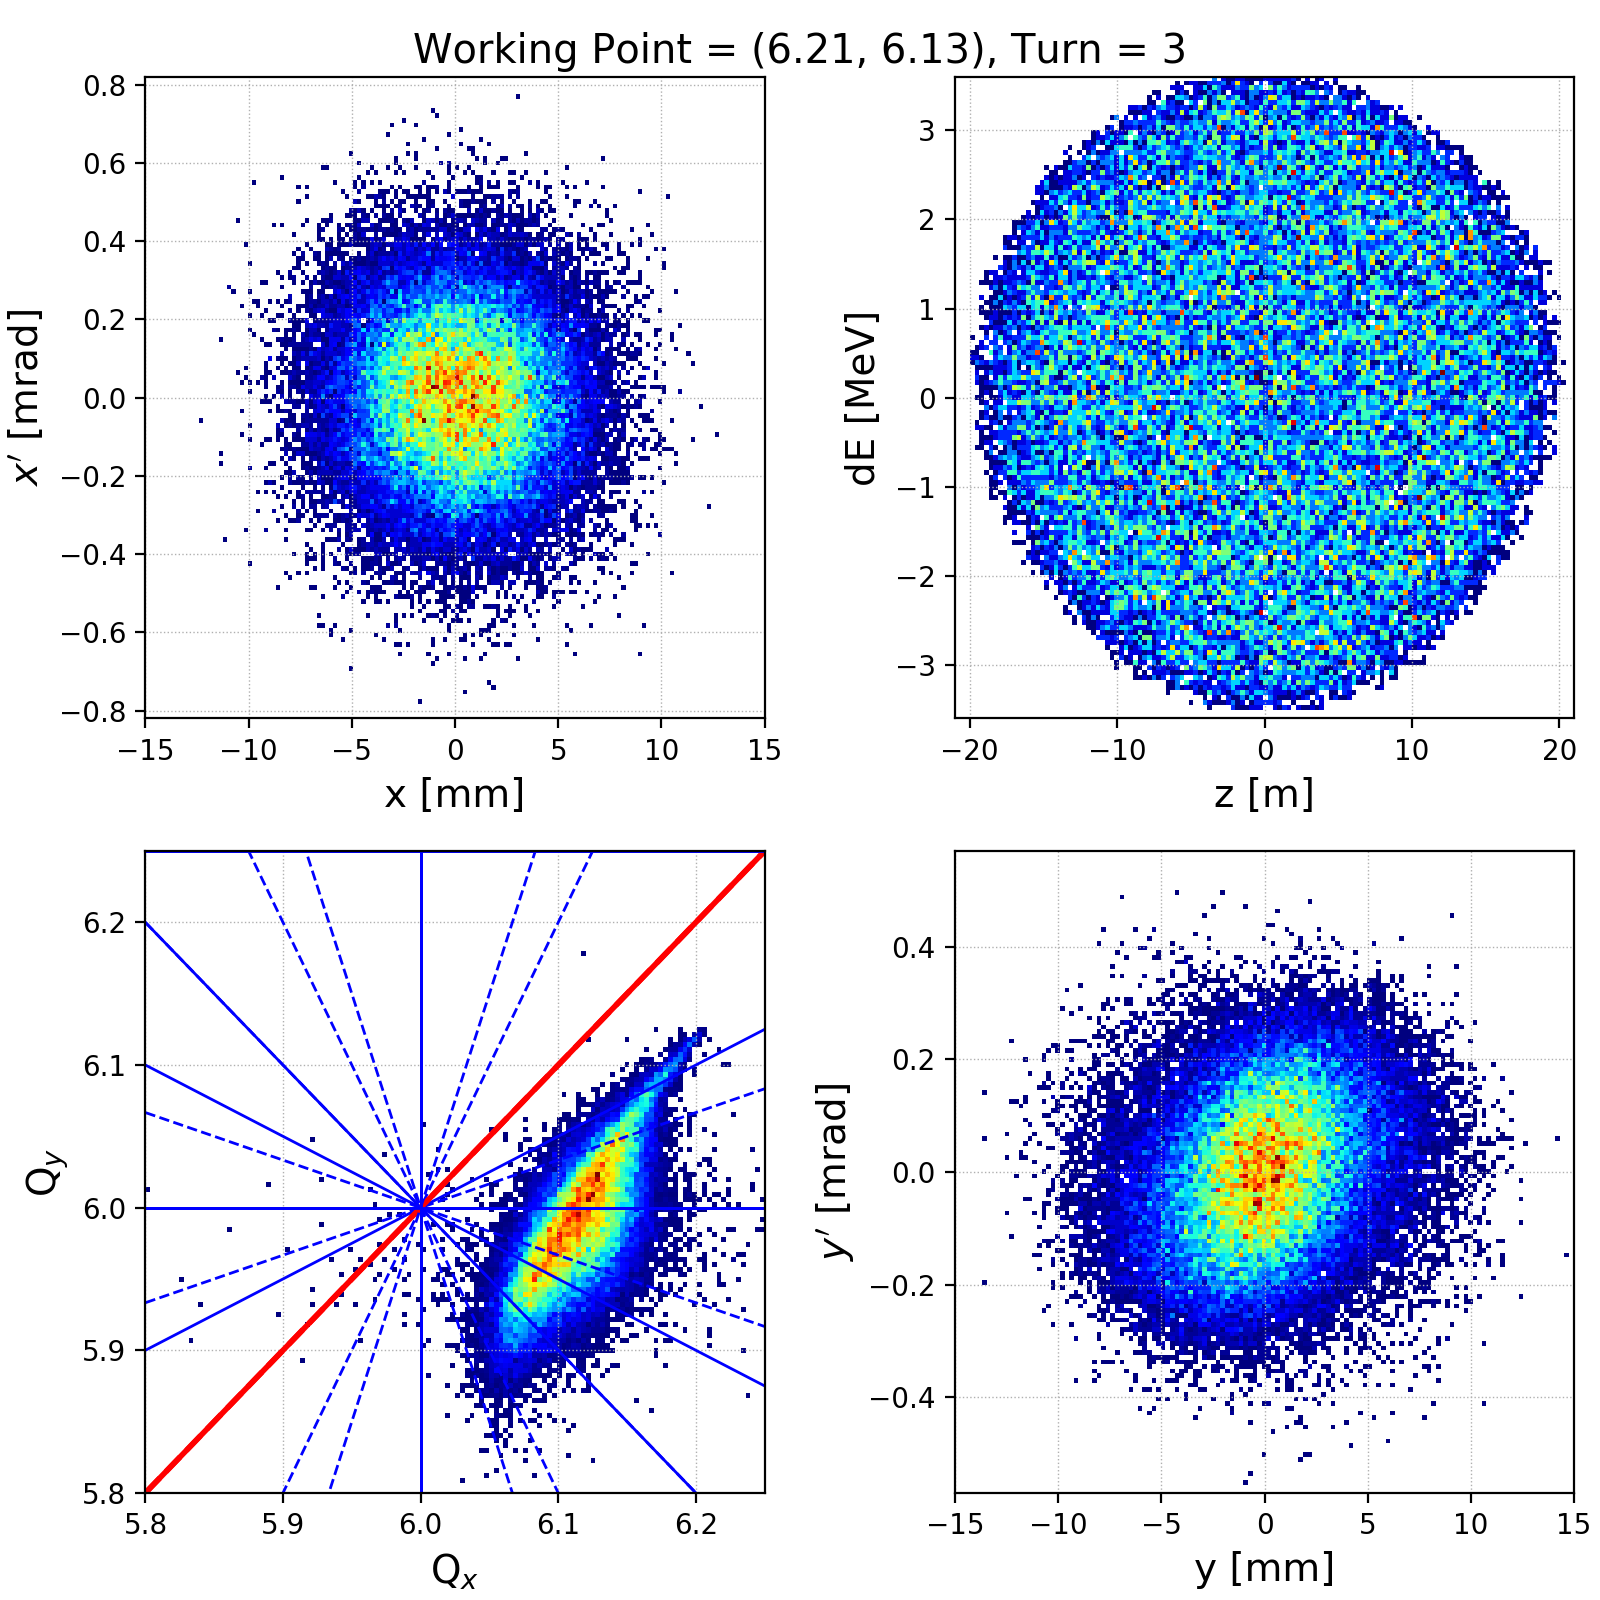 Working Point = (6.21, 6.13), Turn = 3
0.8
0.6
0.4
0.2
0.0
−0.2
−0.4
−0.6
−0.8
x′ [mrad]
−15 −10 −5 0 5 10 15
x [mm]
3
2
1
0
−1
−2
−3
dE [MeV]
−20 −10 0 10 20
z [m]
6.2
6.1
6.0
5.9
5.8
Qy
5.8 5.9 6.0 6.1 6.2
Qx
0.4
0.2
0.0
−0.2
−0.4
y′ [mrad]
−15 −10 −5 0 5 10 15
y [mm]